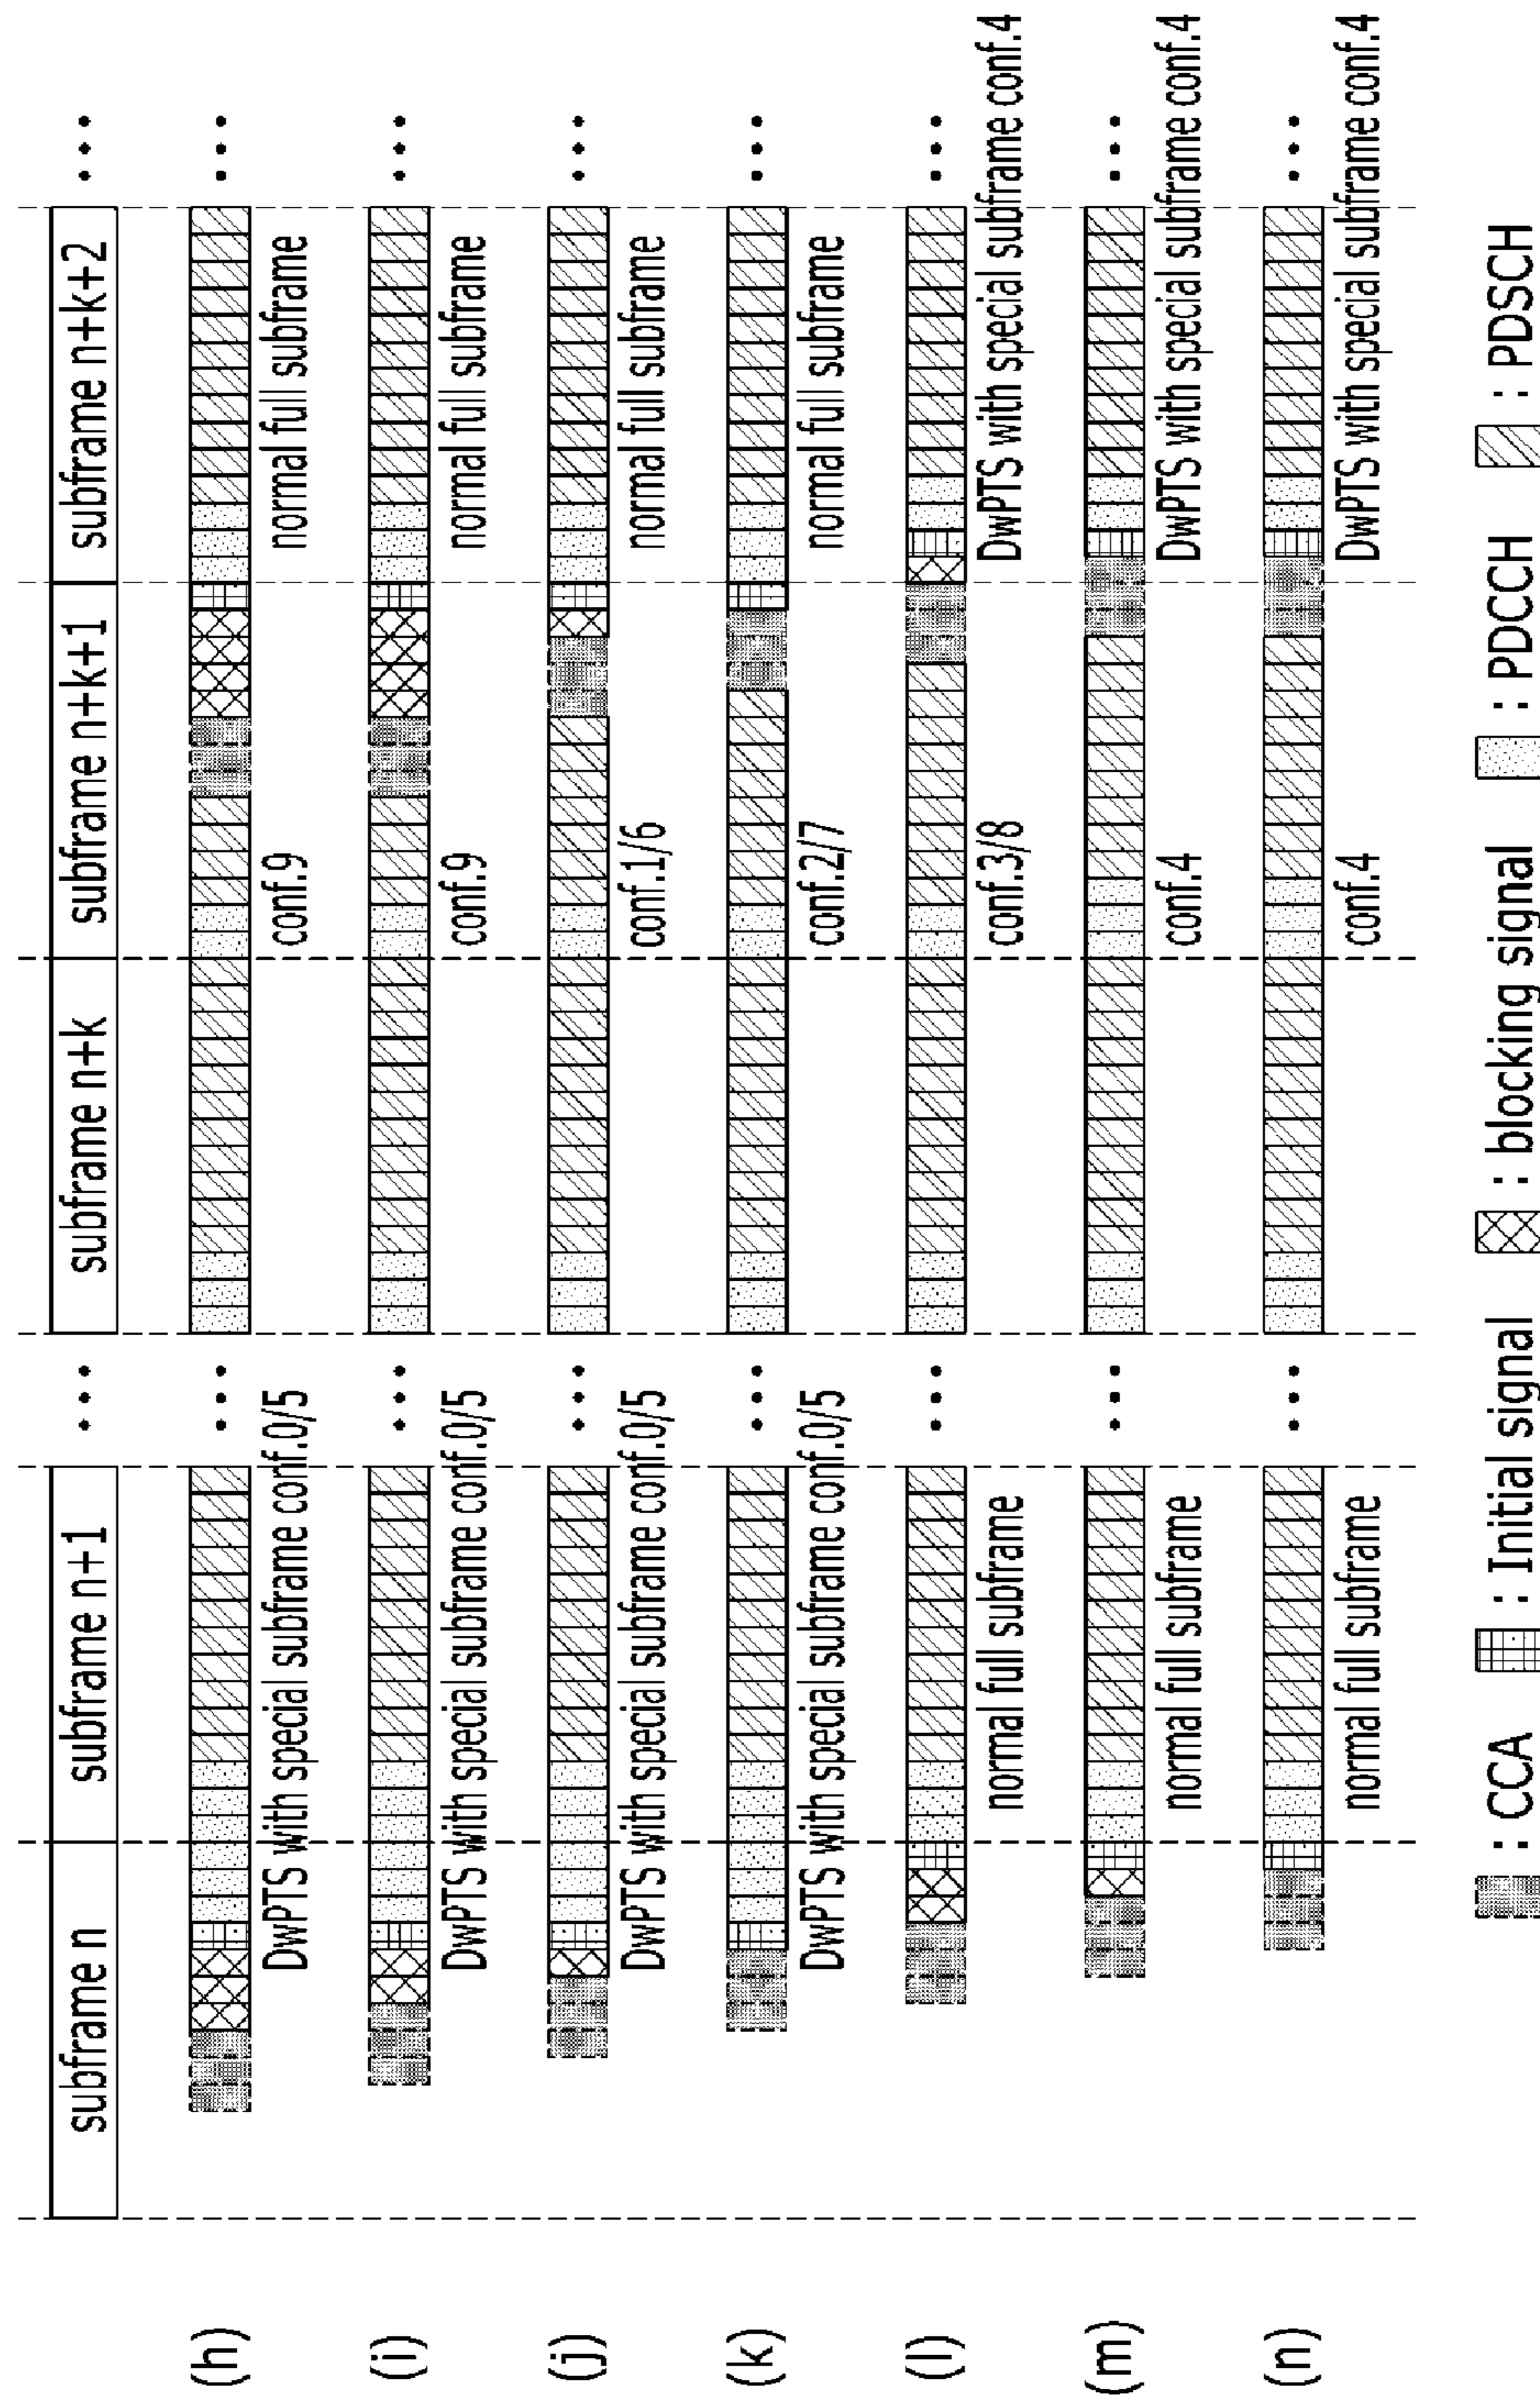 subframe n subframe n+1 ... subframe n+k subframe n+k+1 subframe n+k+2 ...
(h) ... ...
DwPTS with special subframe conf.0/5 conf.9 normal full subframe
(i) ... ...
DwPTS with special subframe conf.0/5 conf.9 normal full subframe
(j) ... ...
DwPTS with special subframe conf.0/5 conf.1/6 normal full subframe
(k) ... ...
DwPTS with special subframe conf.0/5 conf.2/7 normal full subframe
(l) ... ...
normal full subframe conf.3/8 DwPTS with special subframe conf.4
(m) ... ...
normal full subframe conf.4 DwPTS with special subframe conf.4
(n) ... ...
normal full subframe conf.4 DwPTS with special subframe conf.4
: CCA : Initial signal : blocking signal : PDCCH : PDSCH